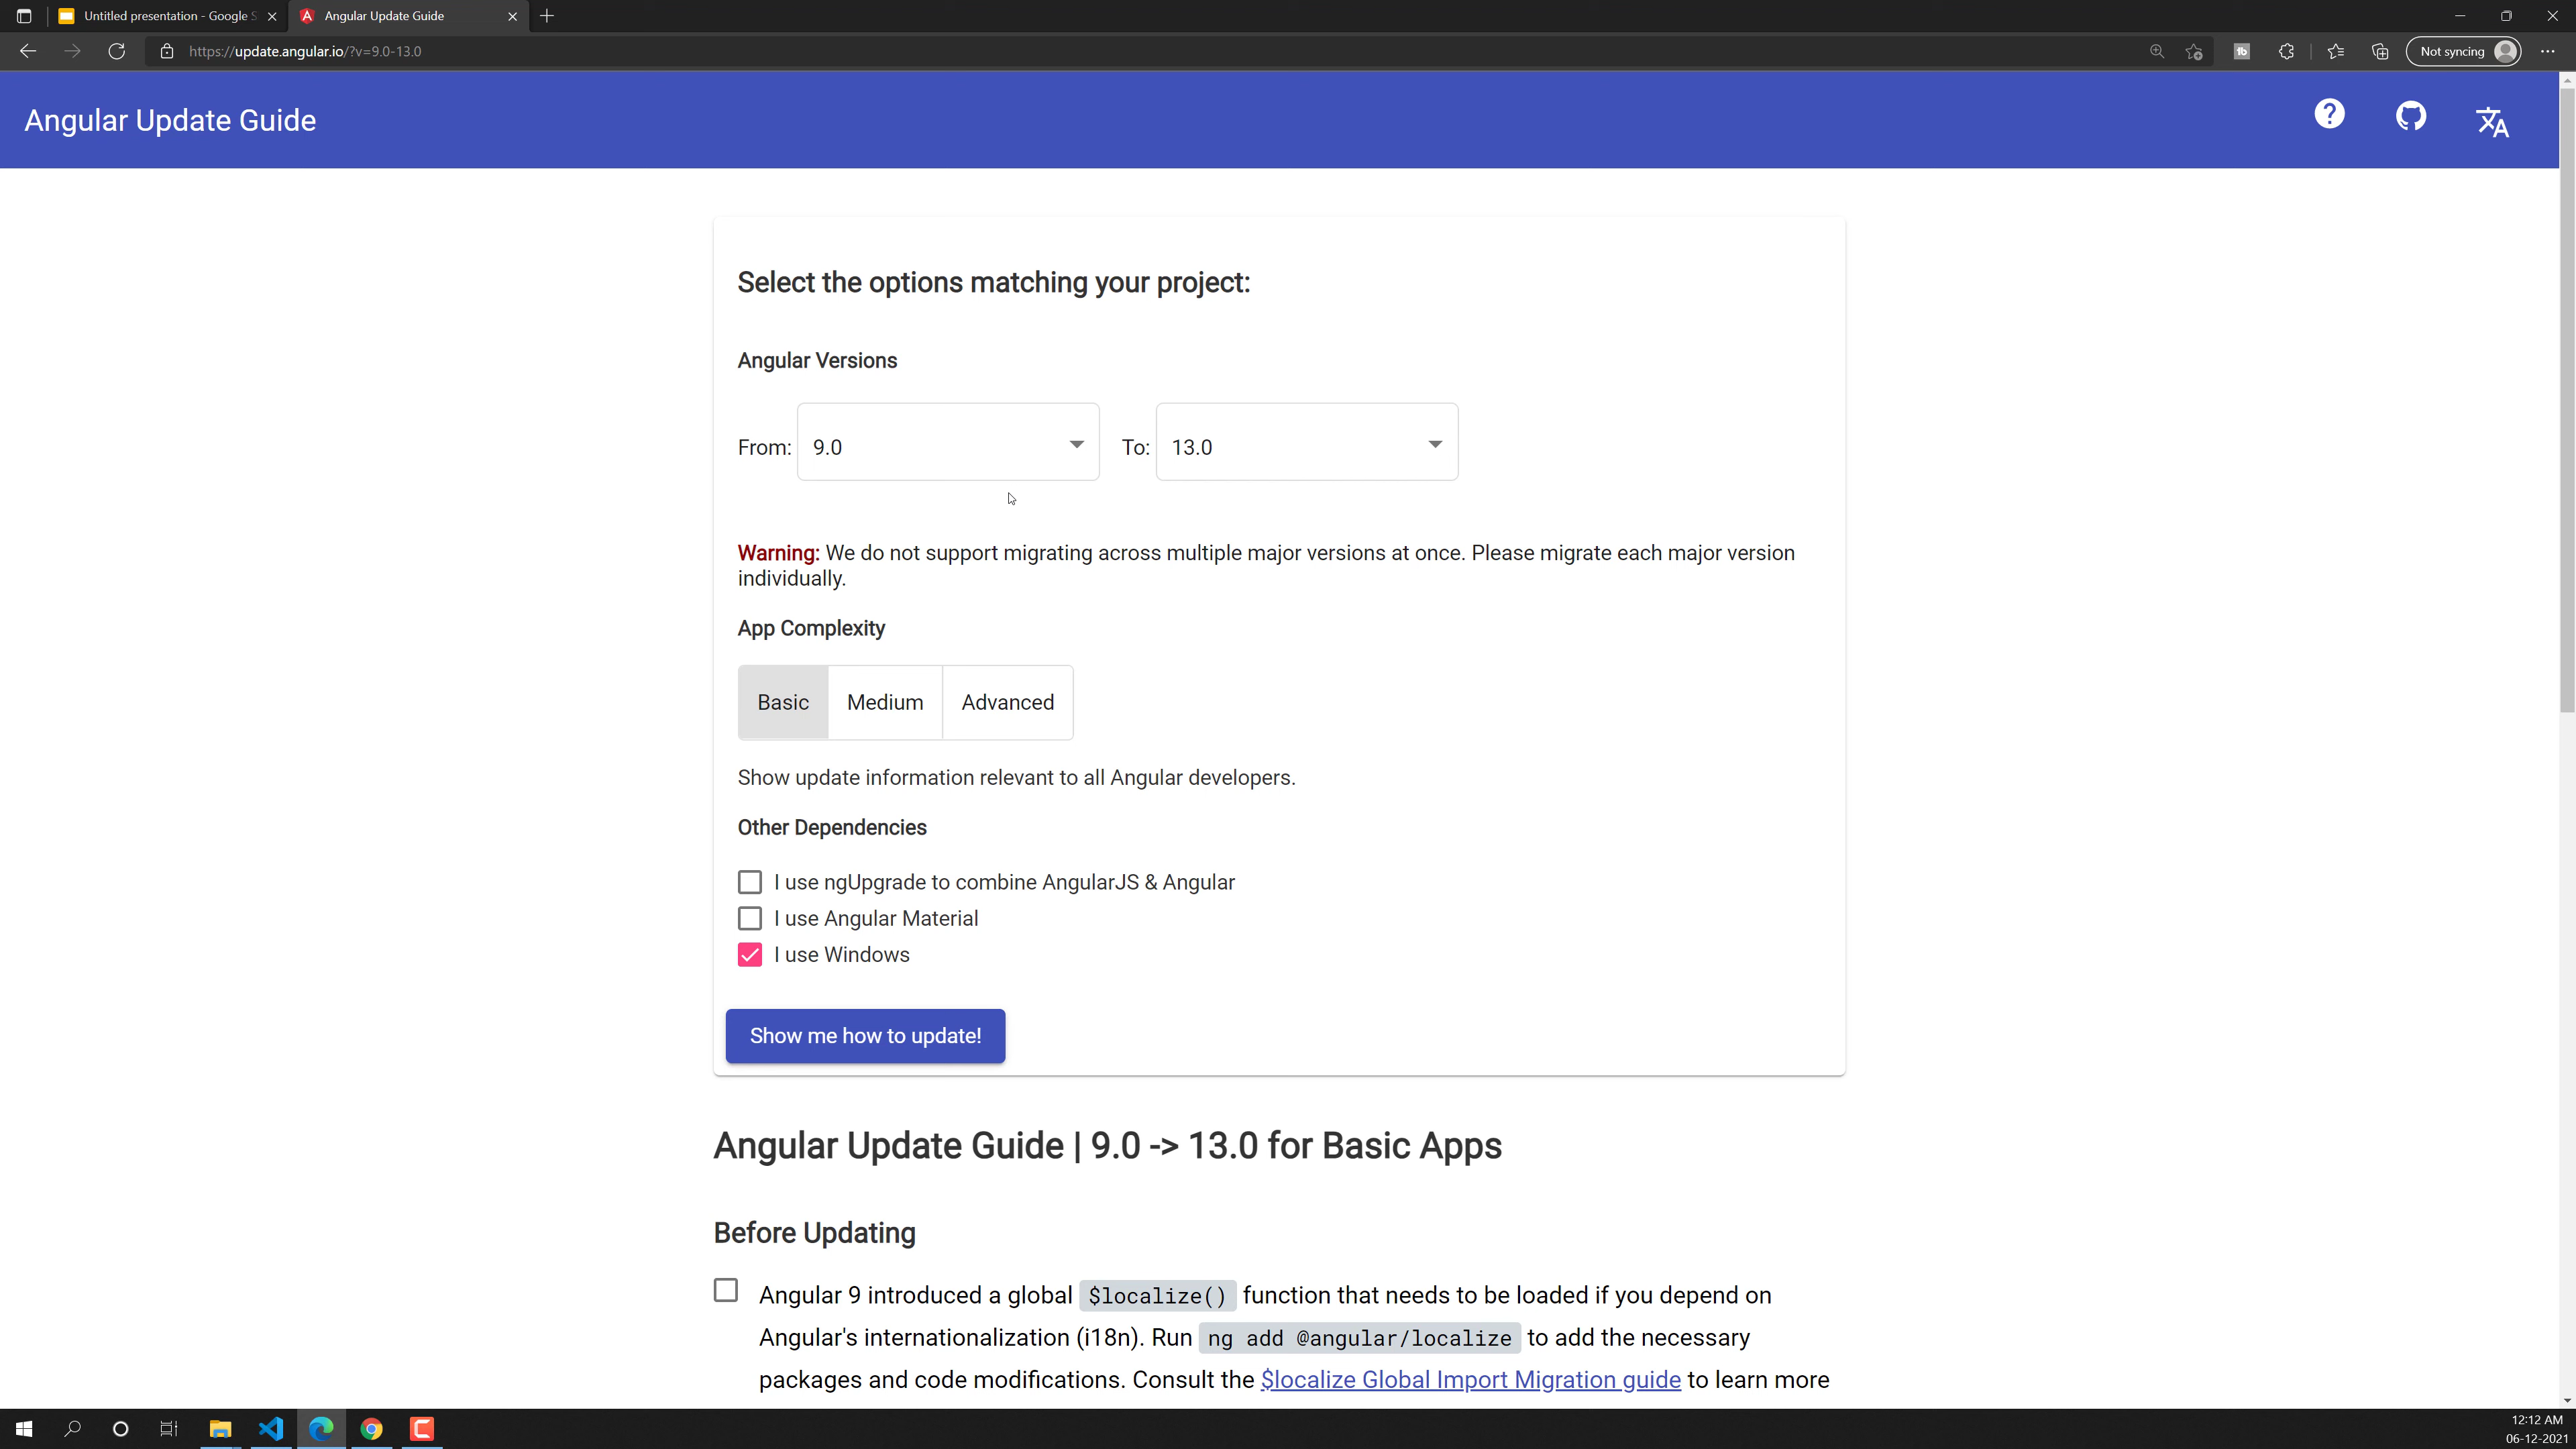 Untitled presentation - Google S
Angular Update Guide
https://update.angular.io/?v=9.0-13.0
Not syncing
Angular Update Guide
Select the options matching your project:
Angular Versions
From: 9.0 To: 13.0
Warning: We do not support migrating across multiple major versions at once. Please migrate each major version
individually.
App Complexity
Basic Medium Advanced
Show update information relevant to all Angular developers.
Other Dependencies
I use ngUpgrade to combine AngularJS & Angular
I use Angular Material
I use Windows
Show me how to update!
Angular Update Guide | 9.0 -> 13.0 for Basic Apps
Before Updating
Angular 9 introduced a global $localize() function that needs to be loaded if you depend on
Angular's internationalization (i18n). Run ng add @angular/localize to add the necessary
packages and code modifications. Consult the $localize Global Import Migration guide to learn more
12:12 AM
06-12-2021